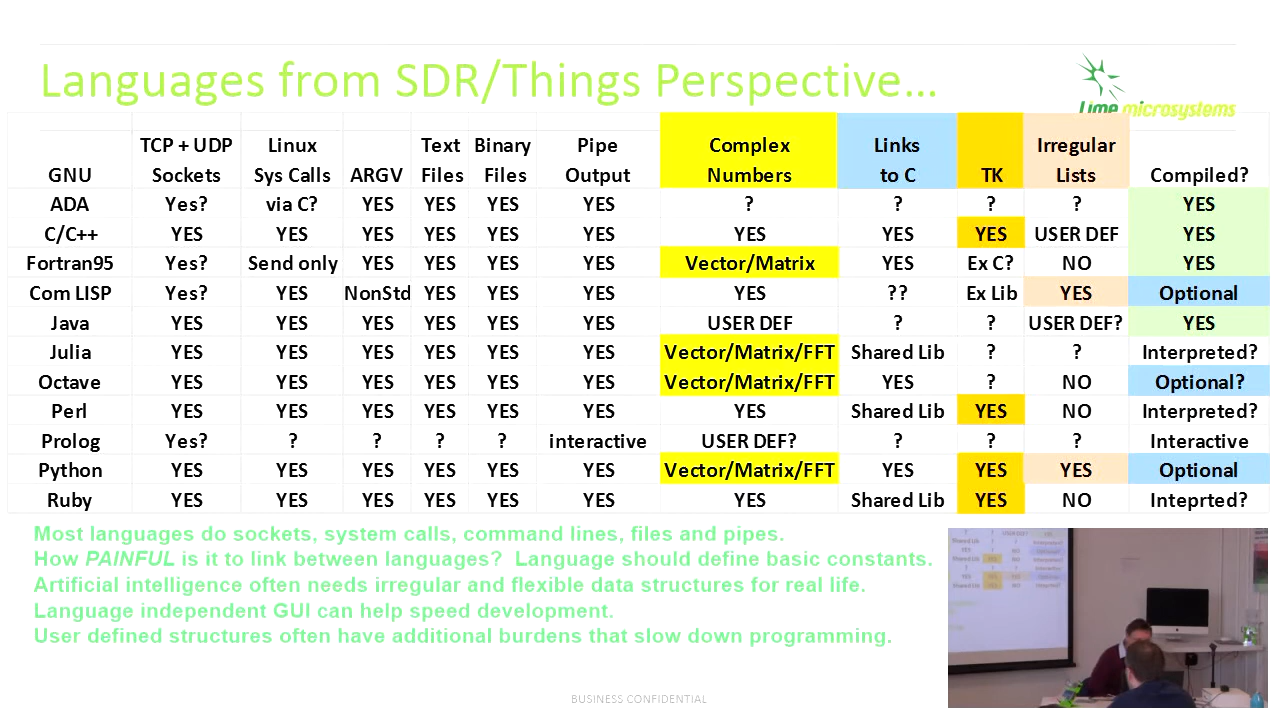 Languages from SDR/Things Perspective…
Lime microsystems
TCP + UDP Linux Text Binary Pipe Complex Links Irregular
GNU Sockets Sys Calls ARGV Files Files Output Numbers to C TK Lists Compiled?
ADA Yes? via C? YES YES YES YES ? ? ? ? YES
C/C++ YES YES YES YES YES YES YES YES YES USER DEF YES
Fortran95 Yes? Send only YES YES YES YES Vector/Matrix YES Ex C? NO YES
Com LISP Yes? YES NonStd YES YES YES YES ?? Ex Lib YES Optional
Java YES YES YES YES YES YES USER DEF ? ? USER DEF? YES
Julia YES YES YES YES YES YES Vector/Matrix/FFT Shared Lib ? ? Interpreted?
Octave YES YES YES YES YES YES Vector/Matrix/FFT YES ? NO Optional?
Perl YES YES YES YES YES YES YES Shared Lib YES NO Interpreted?
Prolog Yes? ? ? ? ? interactive USER DEF? ? ? ? Interactive
Python YES YES YES YES YES YES Vector/Matrix/FFT YES YES YES Optional
Ruby YES YES YES YES YES YES YES Shared Lib YES NO Inteprted?
Most languages do sockets, system calls, command lines, files and pipes.
How PAINFUL is it to link between languages? Language should define basic constants.
Artificial intelligence often needs irregular and flexible data structures for real life.
Language independent GUI can help speed development.
User defined structures often have additional burdens that slow down programming.
BUSINESS CONFIDENTIAL